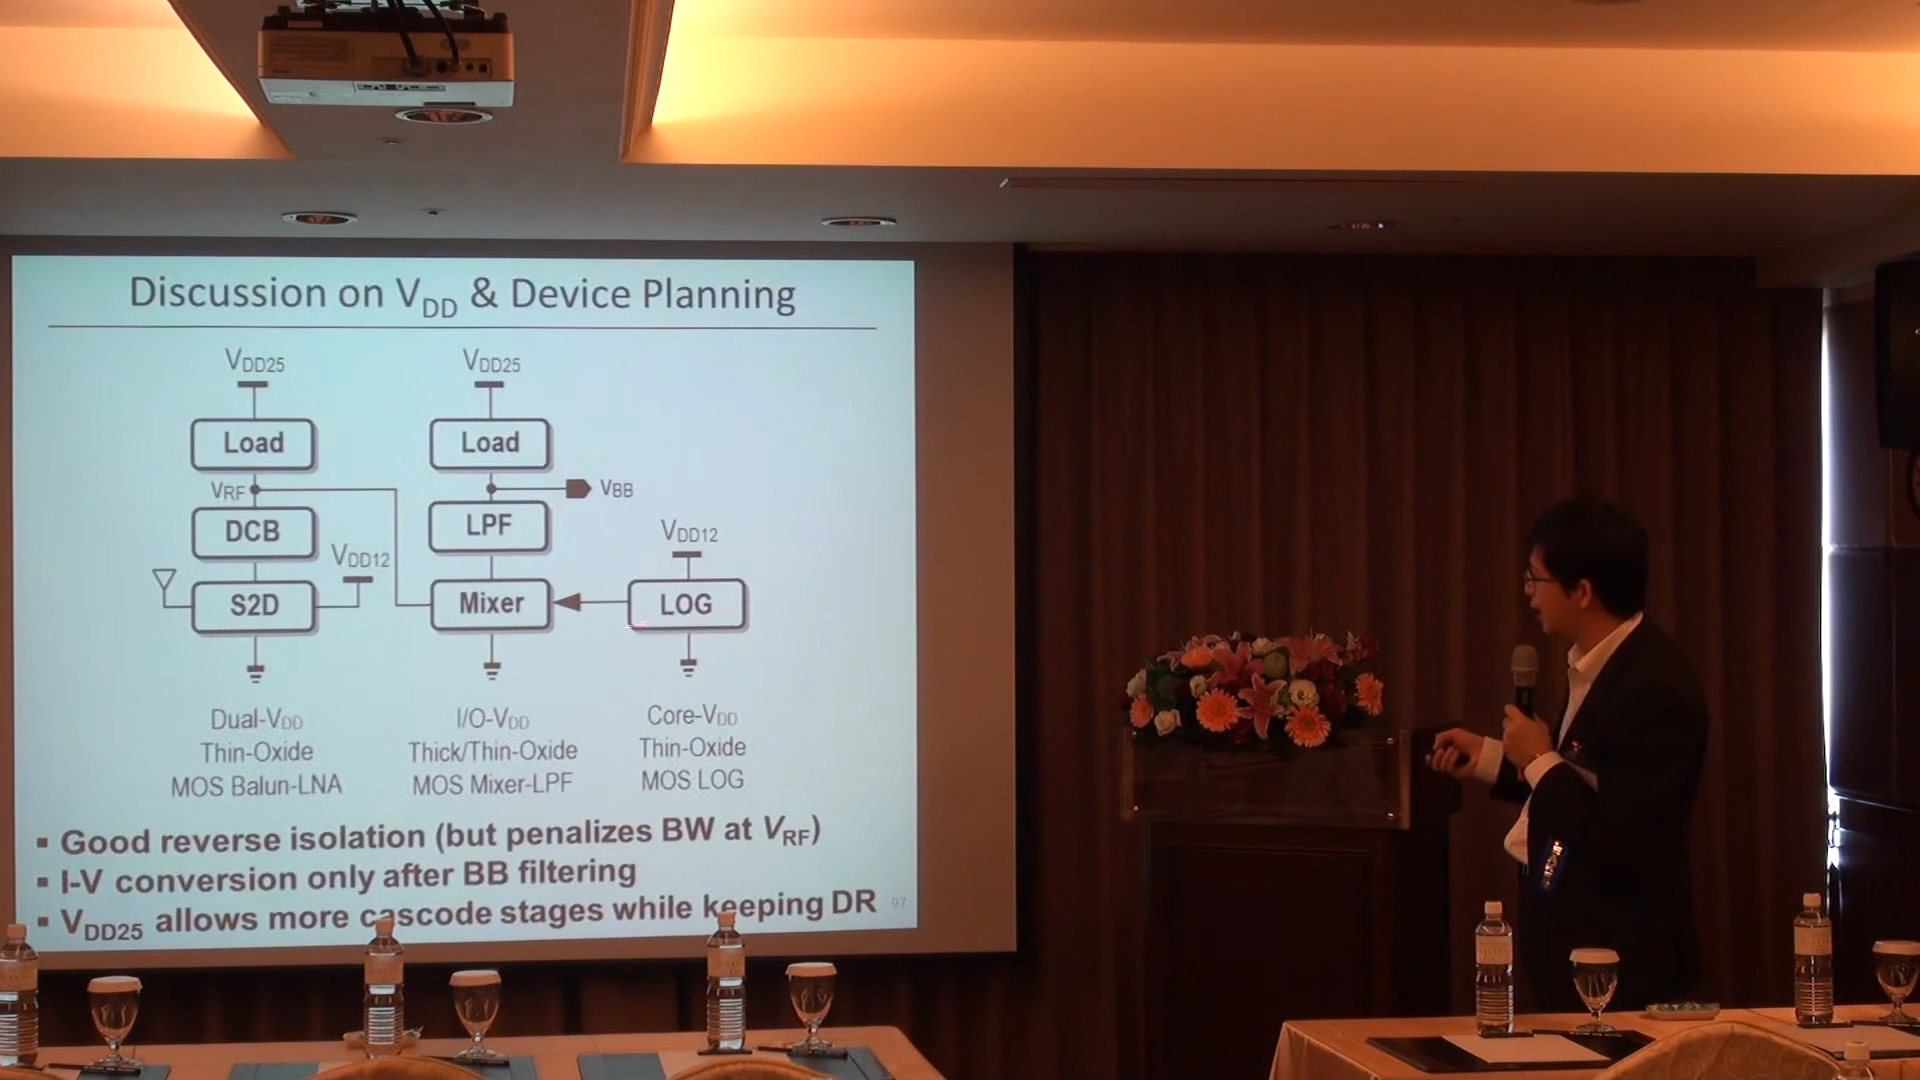 Discussion on VDD & Device Planning
VDD25
VDD25
Load
Load
VRF
VBB
DCB
LPF
VDD12
VDD12
S2D
Mixer
LOG
Dual-VDD
Thin-Oxide
MOS Balun-LNA
I/O-VDD
Thick/Thin-Oxide
MOS Mixer-LPF
Core-VDD
Thin-Oxide
MOS LOG
▪ Good reverse isolation (but penalizes BW at VRF)
▪ I-V conversion only after BB filtering
▪ VDD25 allows more cascode stages while keeping DR
97